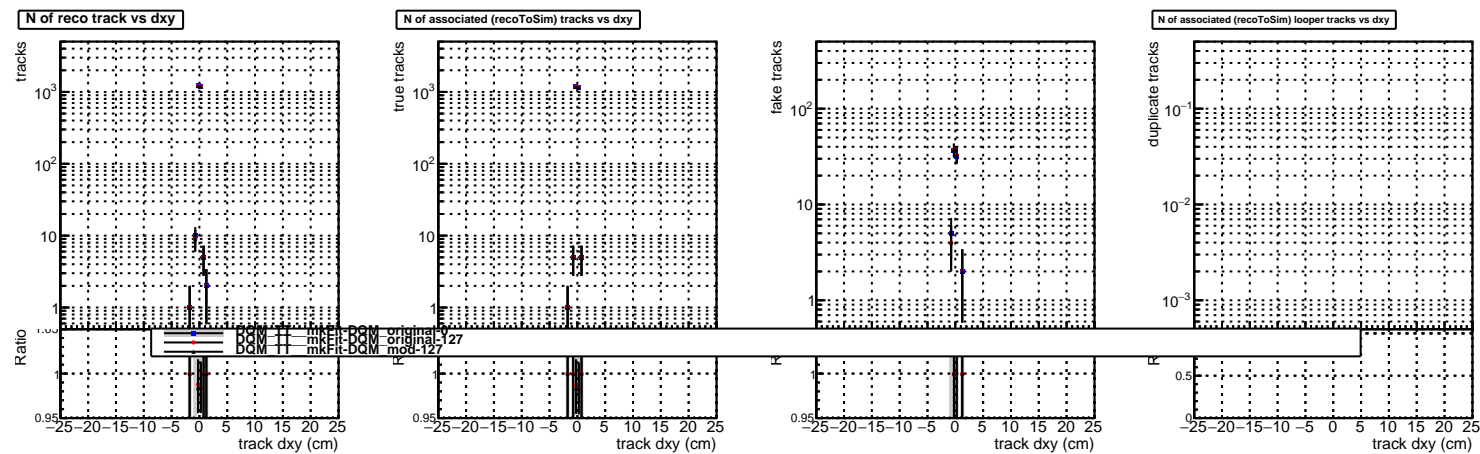 N of reco track vs dxy
N of associated (recoToSim) tracks vs dxy
N of associated (recoToSim) looper tracks vs dxy
tracks
10³
10²
10
1
true tracks
10³
10²
10
1
fake tracks
10²
10
1
duplicate tracks
10⁻¹
10⁻²
10⁻³
DQM_TT__mkFit-DQM_original-0
DQM_TT__mkFit-DQM_original-127
DQM_TT__mkFit-DQM_mod-127
Ratio
1
0.95
1
0.95
1
0.95
0.5
0
−25 −20 −15 −10 −5 0 5 10 15 20 25
−25 −20 −15 −10 −5 0 5 10 15 20 25
−25 −20 −15 −10 −5 0 5 10 15 20 25
−25 −20 −15 −10 −5 0 5 10 15 20 25
track dxy (cm)
track dxy (cm)
track dxy (cm)
track dxy (cm)